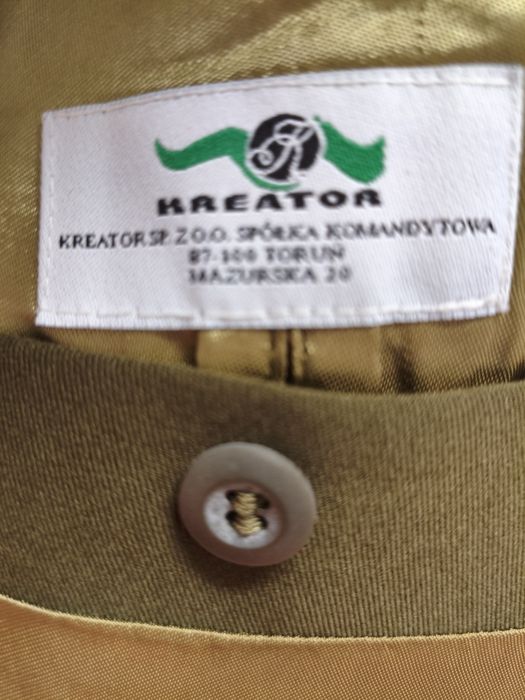 KREATOR
KREATOR SP. Z O.O. SPÓŁKA KOMANDYTOWA
87-100 TORUŃ
MAZURSKA 20